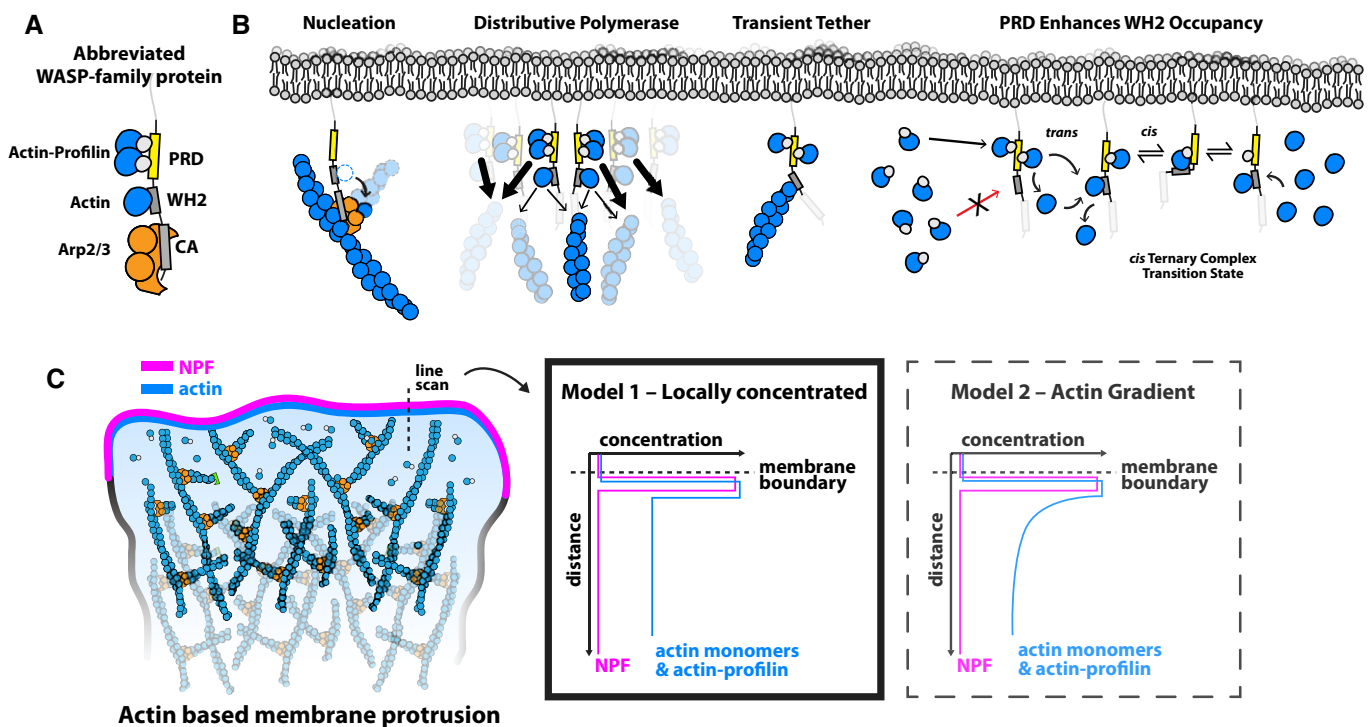 A
Abbreviated
WASP-family protein
Actin-Profilin
PRD
Actin
WH2
Arp2/3
CA
B
Nucleation
Distributive Polymerase
Transient Tether
PRD Enhances WH2 Occupancy
trans
cis
cis Ternary Complex
Transition State
C
NPF
actin
line
scan
Actin based membrane protrusion
Model 1 – Locally concentrated
concentration
membrane
boundary
distance
NPF
actin monomers
& actin-profilin
Model 2 – Actin Gradient
concentration
membrane
boundary
distance
NPF
actin monomers
& actin-profilin